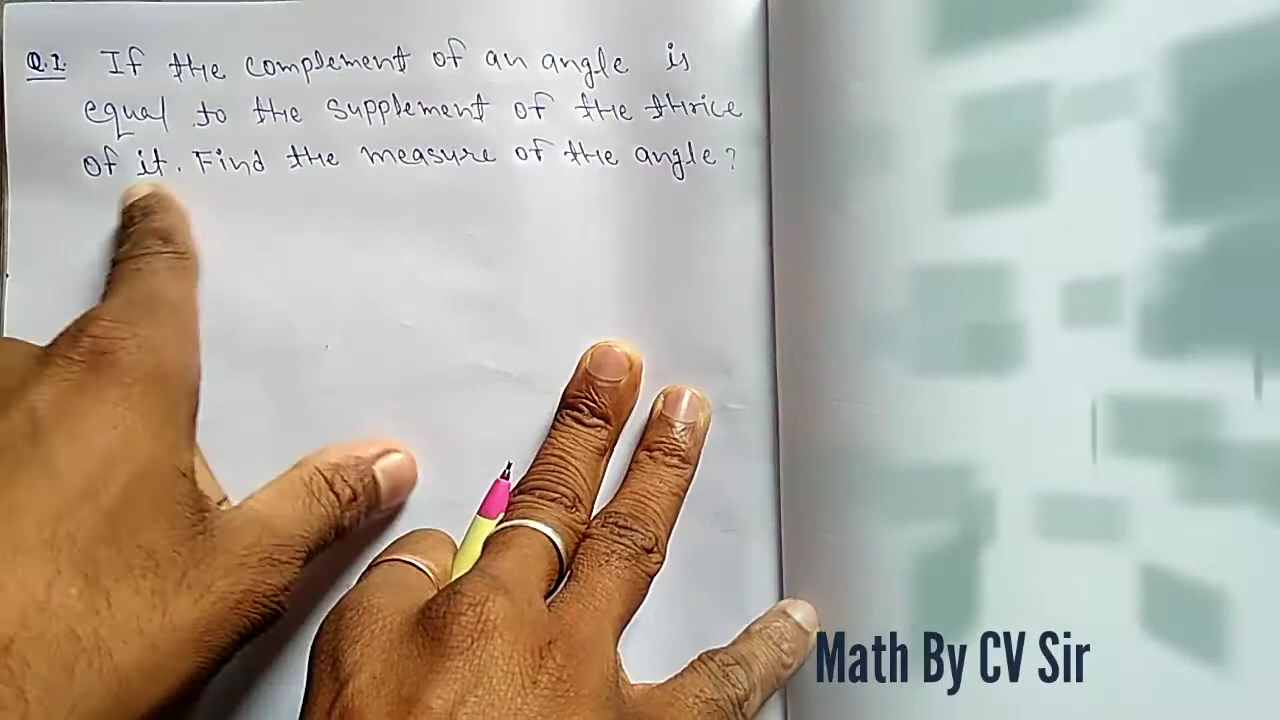 Q.1. If the complement of an angle is
equal to the supplement of the thrice
of it. Find the measure of the angle?
Math By CV Sir